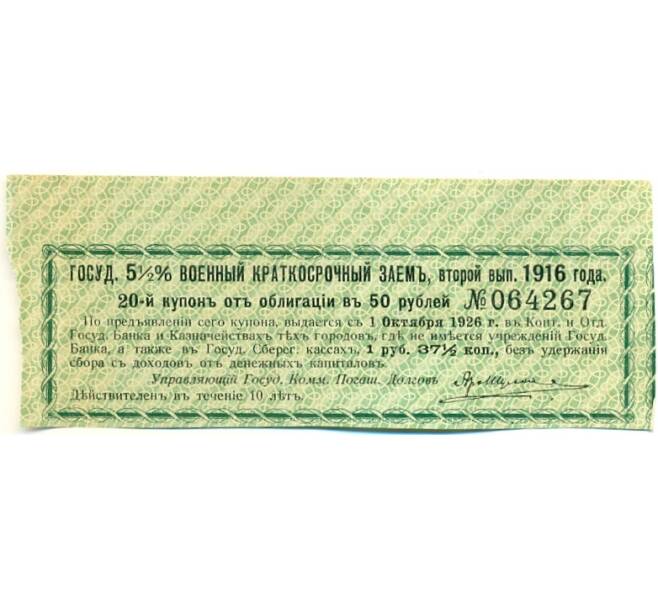 ГОСУД. 5½% ВОЕННЫЙ КРАТКОСРОЧНЫЙ ЗАЕМЪ, второй вып. 1916 года.
20-й купонъ отъ облигаціи въ 50 рублей №064267
По предъявленіи сего купона, выдается съ 1 Октября 1926 г. въ Конт. и Отд.
Госуд. Банка и Казначействахъ тѣхъ городовъ, гдѣ не имѣется учрежденій Госуд.
Банка, а также въ Госуд. Сберег. кассахъ, 1 руб. 37½ коп., безъ удержанія
сбора съ доходовъ отъ денежныхъ капиталовъ.
Управляющій Госуд. Комм. Погаш. Долговъ
Дѣйствителенъ въ теченіе 10 лѣтъ.